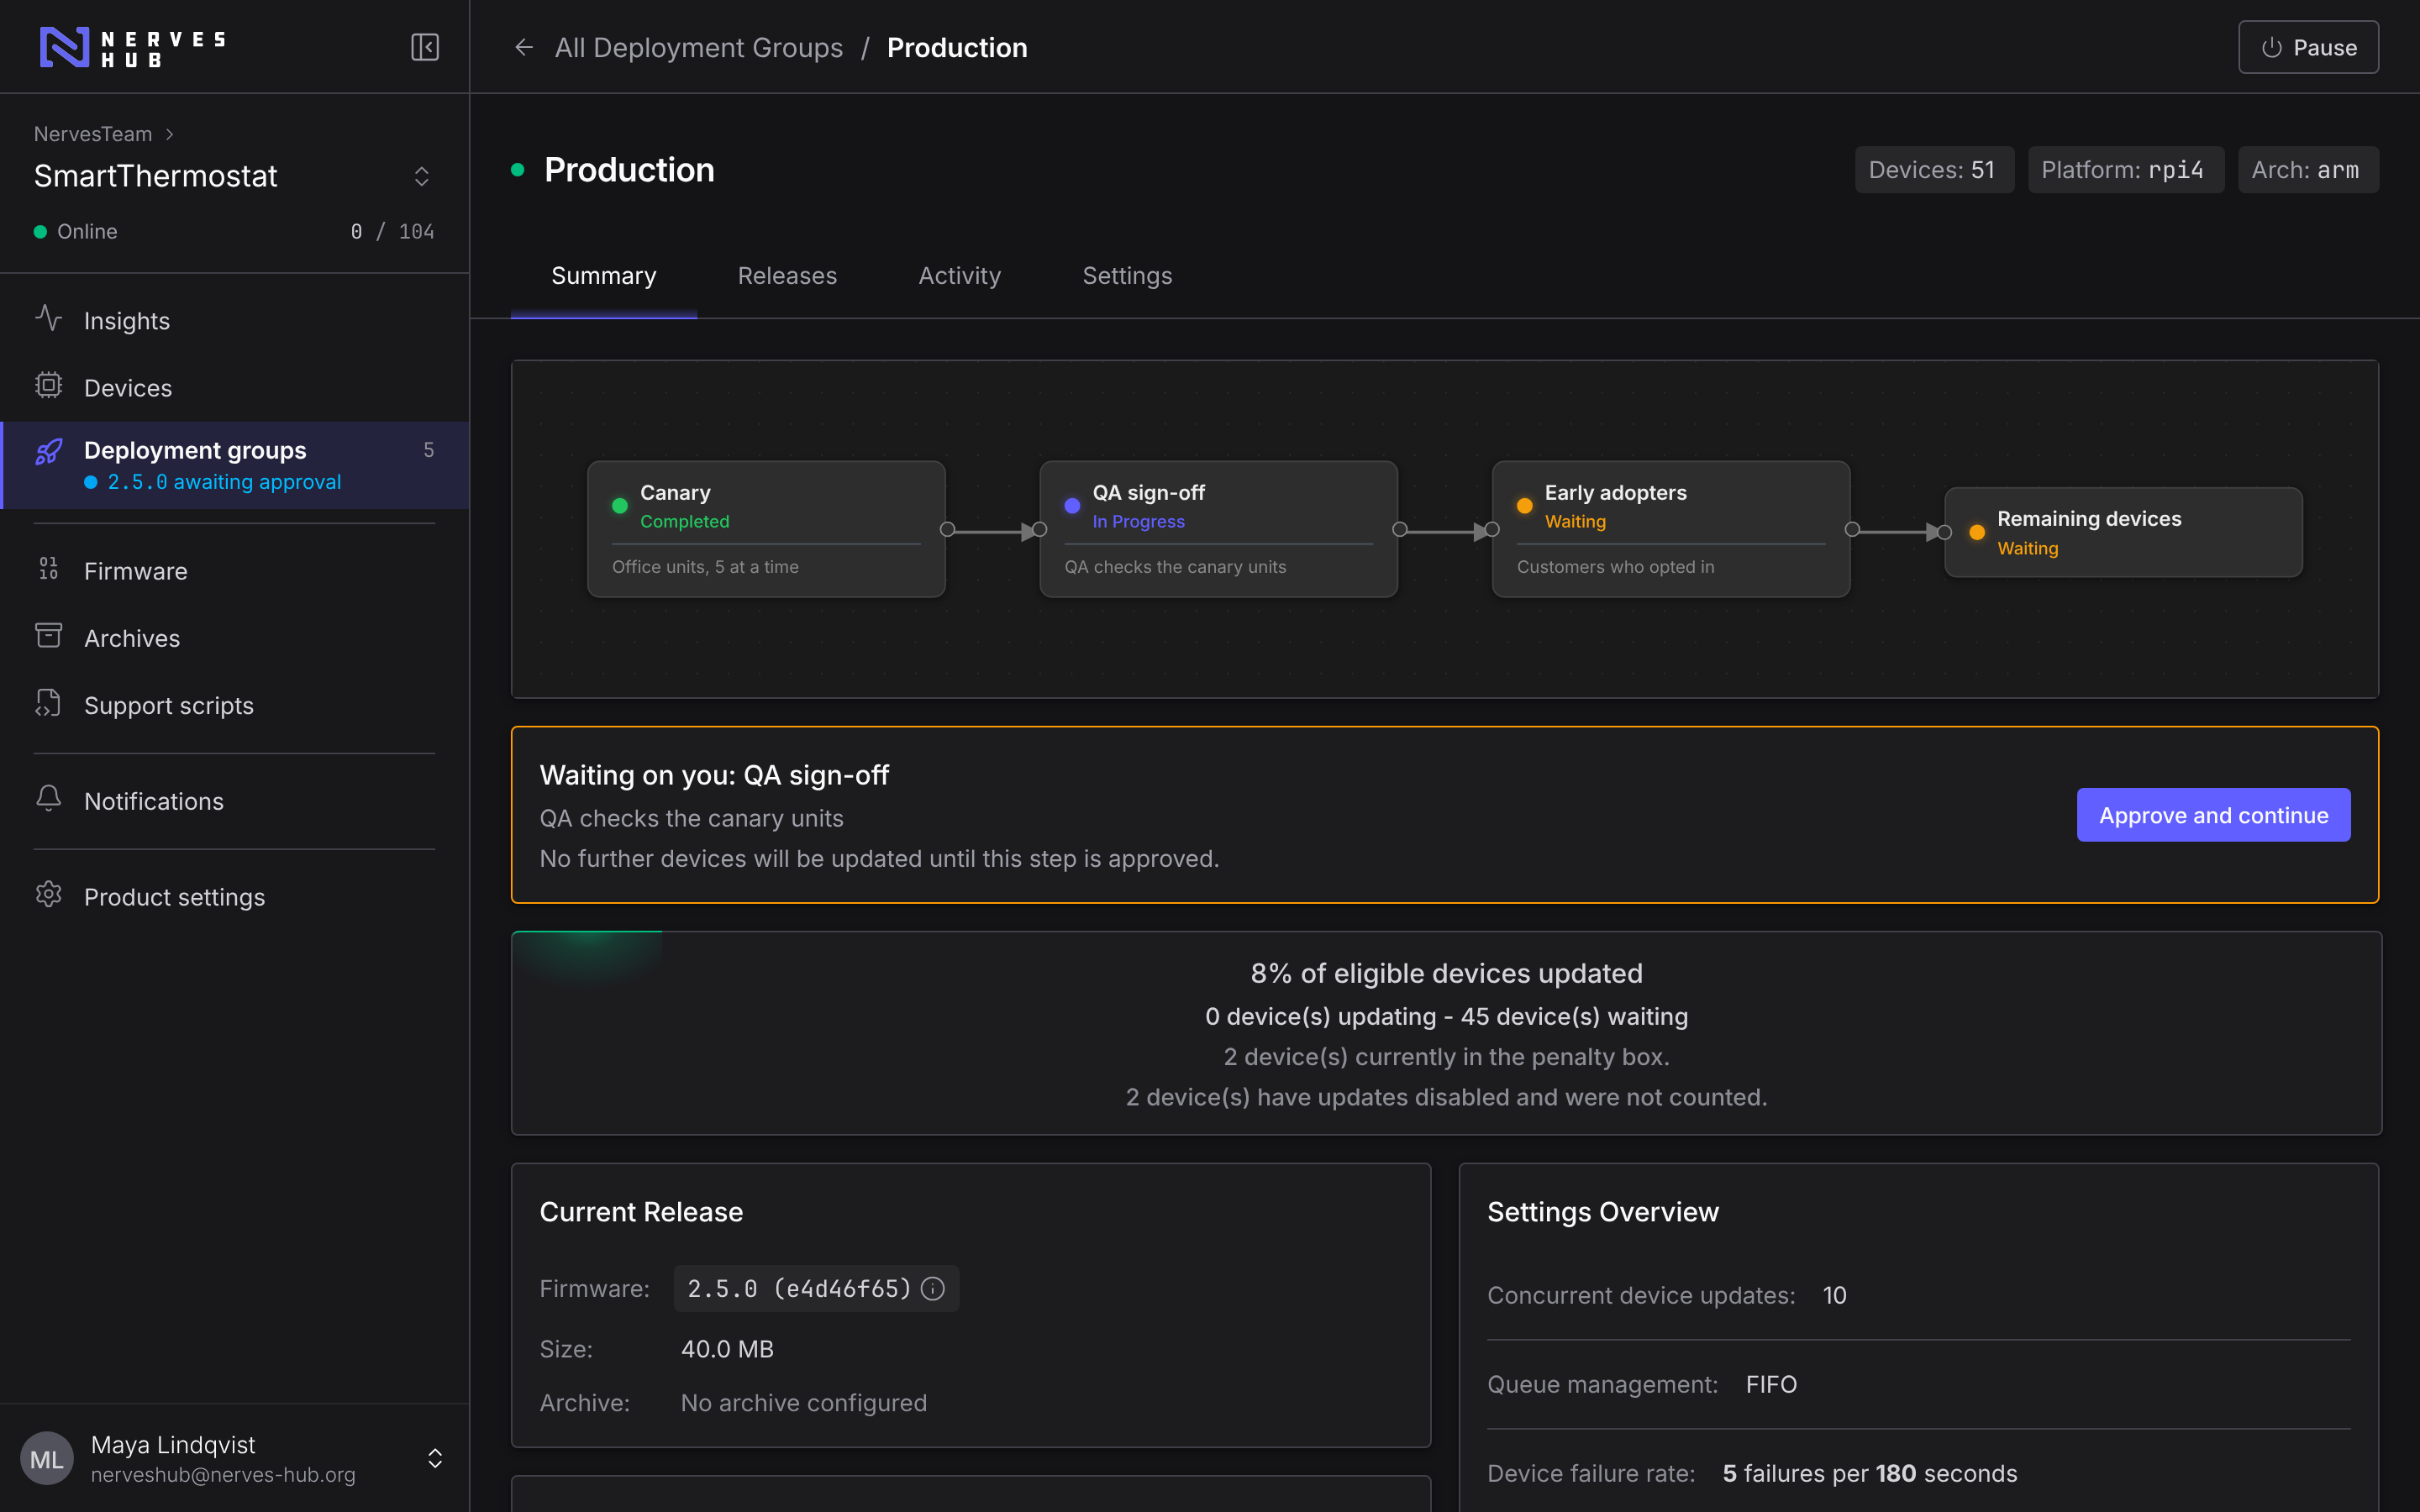 NERVES
HUB
NervesTeam
SmartThermostat
Online
0 / 104
Insights
Devices
Deployment groups
5
2.5.0 awaiting approval
Firmware
Archives
Support scripts
Notifications
Product settings
ML
Maya Lindqvist
nerveshub@nerves-hub.org
All Deployment Groups / Production
Pause
Production
Devices: 51
Platform: rpi4
Arch: arm
Summary
Releases
Activity
Settings
Canary
Completed
Office units, 5 at a time
QA sign-off
In Progress
QA checks the canary units
Early adopters
Waiting
Customers who opted in
Remaining devices
Waiting
Waiting on you: QA sign-off
QA checks the canary units
No further devices will be updated until this step is approved.
Approve and continue
8% of eligible devices updated
0 device(s) updating - 45 device(s) waiting
2 device(s) currently in the penalty box.
2 device(s) have updates disabled and were not counted.
Current Release
Firmware: 2.5.0 (e4d46f65)
Size: 40.0 MB
Archive: No archive configured
Settings Overview
Concurrent device updates: 10
Queue management: FIFO
Device failure rate: 5 failures per 180 seconds